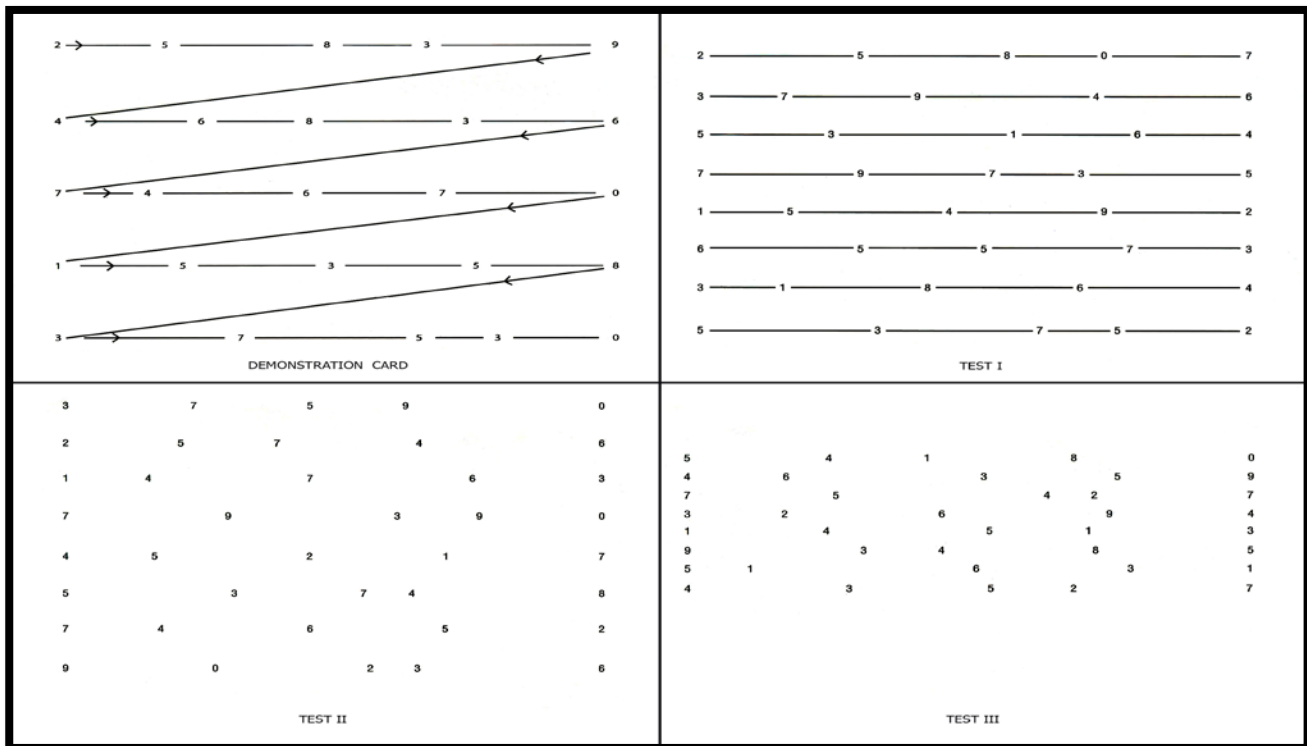 2 5 8 3 9
4 6 8 3 6
7 4 6 7 0
1 5 3 5 8
3 7 5 3 0
DEMONSTRATION CARD
2 5 8 0 7
3 7 9 4 6
5 3 1 6 4
7 9 7 3 5
1 5 4 9 2
6 5 5 7 3
3 1 8 6 4
5 3 7 5 2
TEST I
3 7 5 9 0
2 5 7 4 6
1 4 7 6 3
7 9 3 9 0
4 5 2 1 7
5 3 7 4 8
7 4 6 5 2
9 0 2 3 6
TEST II
5 4 1 8 0
4 6 3 5 9
7 5 4 2 7
3 2 6 9 4
1 4 5 1 3
9 3 4 8 5
5 1 6 3 1
4 3 5 2 7
TEST III